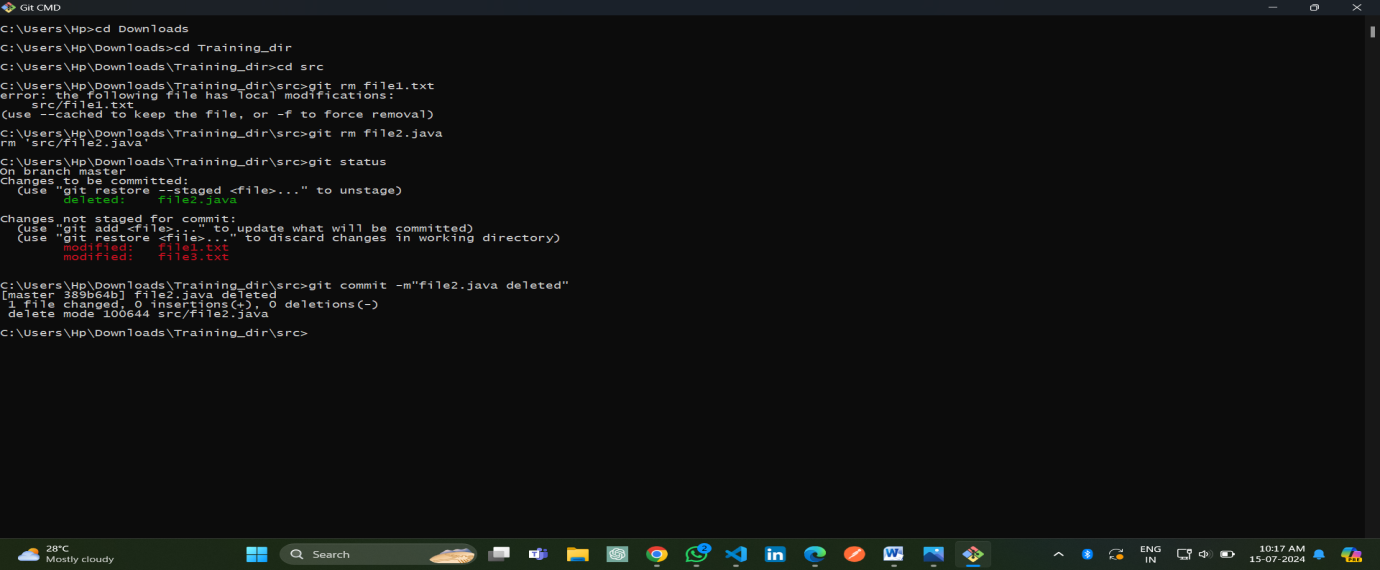 Git CMD
C:\Users\Hp>cd Downloads
C:\Users\Hp\Downloads>cd Training_dir
C:\Users\Hp\Downloads\Training_dir>cd src
C:\Users\Hp\Downloads\Training_dir\src>git rm file1.txt
error: the following file has local modifications:
    src/file1.txt
(use --cached to keep the file, or -f to force removal)
C:\Users\Hp\Downloads\Training_dir\src>git rm file2.java
rm 'src/file2.java'
C:\Users\Hp\Downloads\Training_dir\src>git status
On branch master
Changes to be committed:
  (use "git restore --staged <file>..." to unstage)
        deleted:    file2.java
Changes not staged for commit:
  (use "git add <file>..." to update what will be committed)
  (use "git restore <file>..." to discard changes in working directory)
        modified:   file1.txt
        modified:   file3.txt
C:\Users\Hp\Downloads\Training_dir\src>git commit -m"file2.java deleted"
[master 389b64b] file2.java deleted
 1 file changed, 0 insertions(+), 0 deletions(-)
 delete mode 100644 src/file2.java
C:\Users\Hp\Downloads\Training_dir\src>
28°C
Mostly cloudy
Search
2
ENG
IN
10:17 AM
15-07-2024
PRE